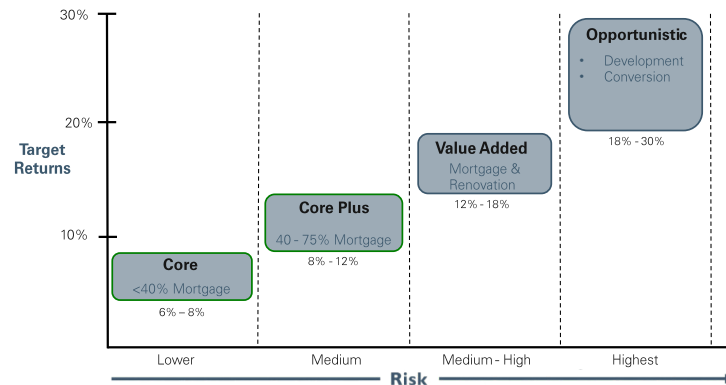 30%
Opportunistic
• Development
• Conversion
20%
18% - 30%
Target
Returns
Value Added
Mortgage &
Renovation
12% - 18%
Core Plus
40 - 75% Mortgage
8% - 12%
10%
Core
<40% Mortgage
6% – 8%
Lower
Medium
Medium - High
Highest
Risk